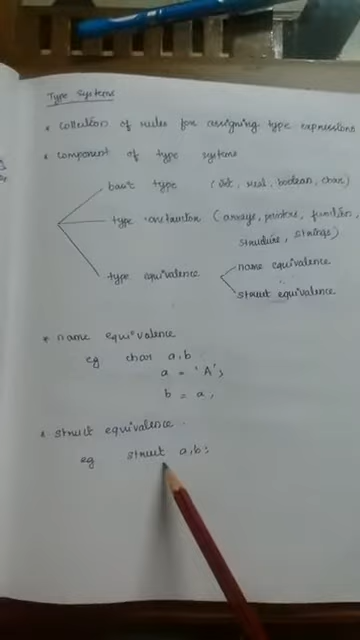 Type Systems
* collection of rules for assigning type expressions
* component of type systems
basic type (int, real, boolean, char)
type constructor (arrays, pointers, function, structure, strings)
type equivalence
name equivalence
struct equivalence
* name equivalence
eg char a,b
a = 'A';
b = a;
* struct equivalence.
eg struct a,b;